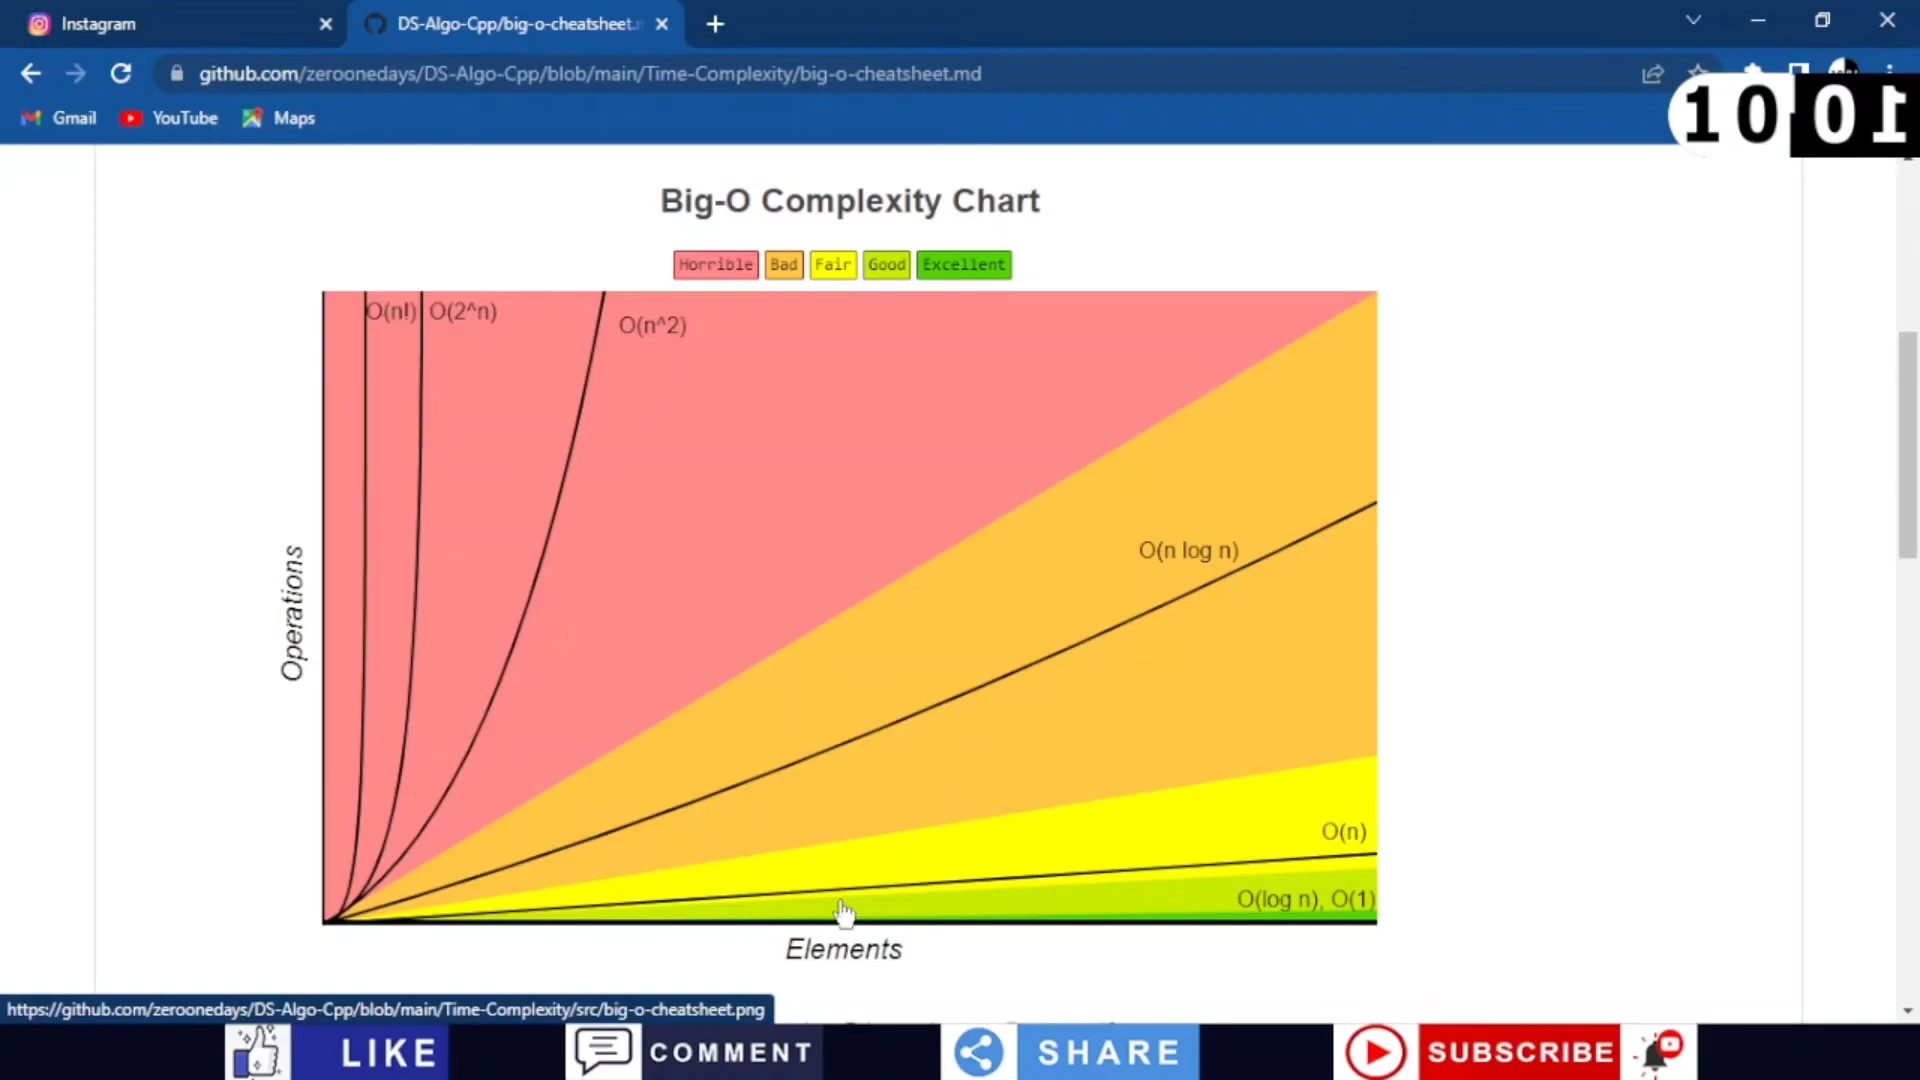 Instagram
DS-Algo-Cpp/big-o-cheatsheet.
github.com/zeroonedays/DS-Algo-Cpp/blob/main/Time-Complexity/big-o-cheatsheet.md
Gmail YouTube Maps
10 01
Big-O Complexity Chart
Horrible Bad Fair Good Excellent
O(n!) O(2^n) O(n^2)
O(n log n)
Operations
O(n)
O(log n), O(1)
Elements
https://github.com/zeroonedays/DS-Algo-Cpp/blob/main/Time-Complexity/src/big-o-cheatsheet.png
LIKE COMMENT SHARE SUBSCRIBE